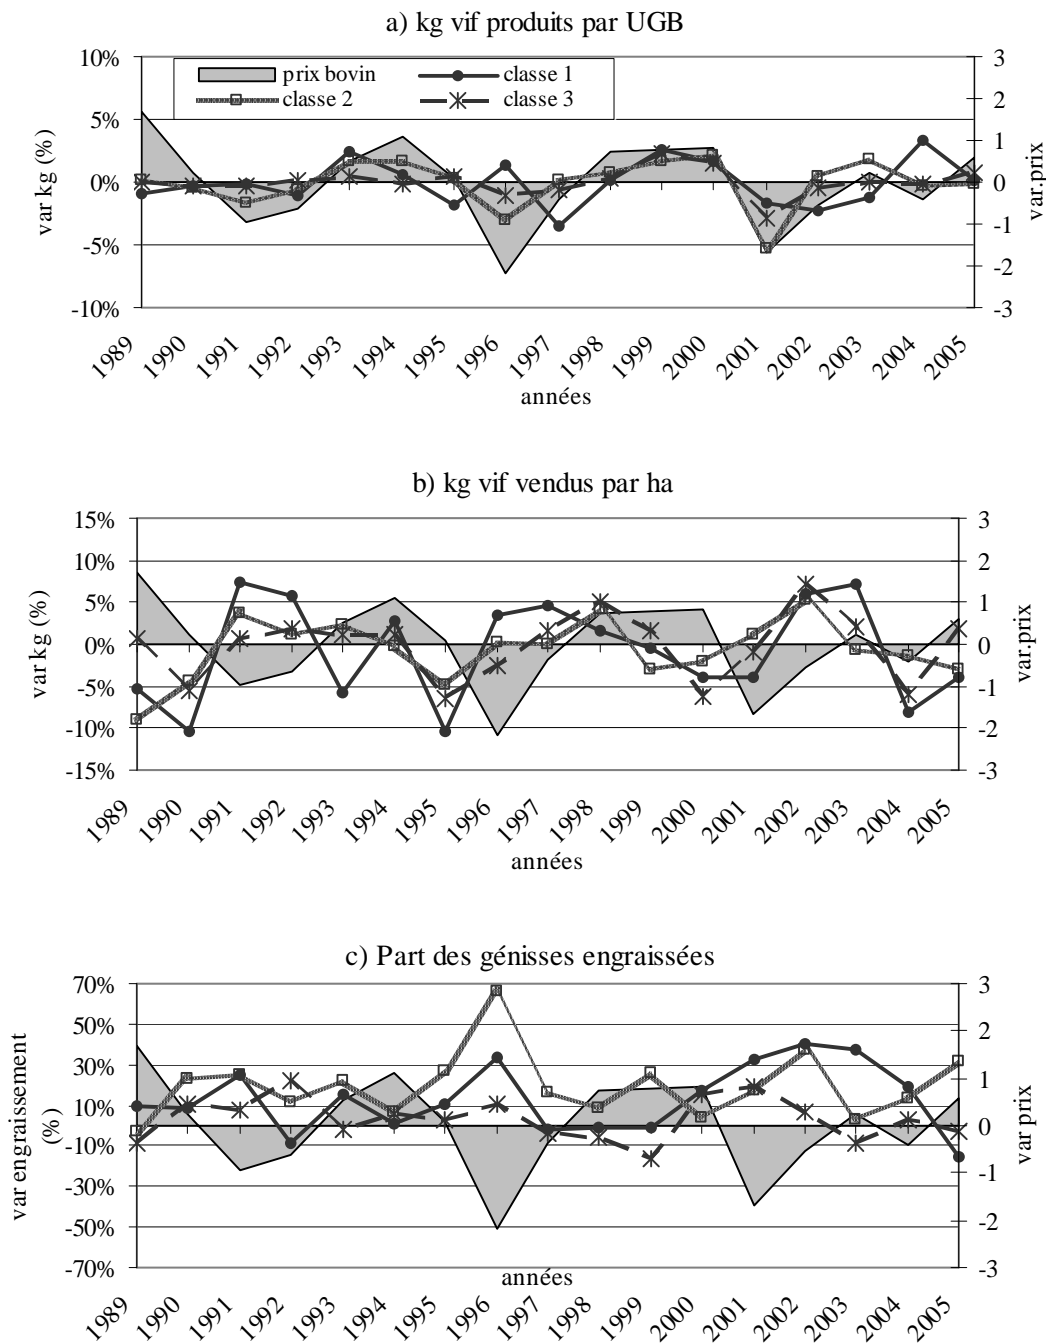 a) kg vif produits par UGB
10%
5%
0%
-5%
-10%
var kg (%)
prix bovin
classe 1
classe 2
classe 3
3
2
1
0
-1
-2
-3
var.prix
1989 1990 1991 1992 1993 1994 1995 1996 1997 1998 1999 2000 2001 2002 2003 2004 2005
années
b) kg vif vendus par ha
15%
10%
5%
0%
-5%
-10%
-15%
var kg (%)
3
2
1
0
-1
-2
-3
var.prix
1989 1990 1991 1992 1993 1994 1995 1996 1997 1998 1999 2000 2001 2002 2003 2004 2005
années
c) Part des génisses engraissées
70%
50%
30%
10%
-10%
-30%
-50%
-70%
var engraissement
(%)
3
2
1
0
-1
-2
-3
var prix
années
1989 1990 1991 1992 1993 1994 1995 1996 1997 1998 1999 2000 2001 2002 2003 2004 2005